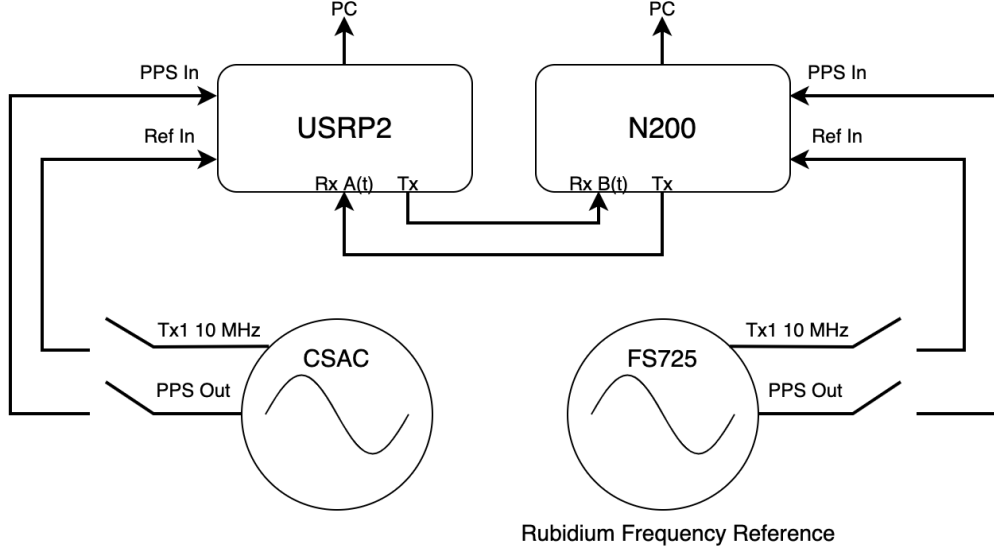 PC
PC
PPS In
PPS In
USRP2
N200
Ref In
Ref In
Rx A(t) Tx
Rx B(t) Tx
Tx1 10 MHz
Tx1 10 MHz
CSAC
FS725
PPS Out
PPS Out
Rubidium Frequency Reference